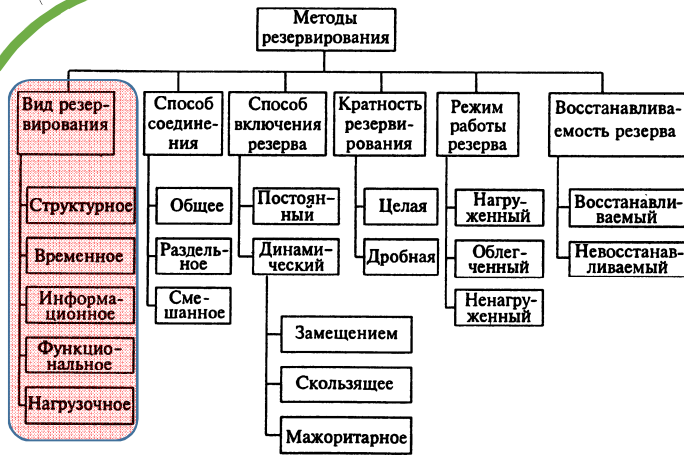 Методы
резервирования
Вид резер-
вирования
Структурное
Временное
Информа-
ционное
Функцио-
нальное
Нагрузочное
Способ
соедине-
ния
Общее
Раздель-
ное
Сме-
шанное
Способ
включения
резерва
Постоян-
ный
Динами-
ческий
Замещением
Скользящее
Мажоритарное
Кратность
резерви-
рования
Целая
Дробная
Режим
работы
резерва
Нагру-
женный
Облег-
ченный
Ненагру-
женный
Восстанавлива-
емость резерва
Восстанавли-
ваемый
Невосстанав-
ливаемый